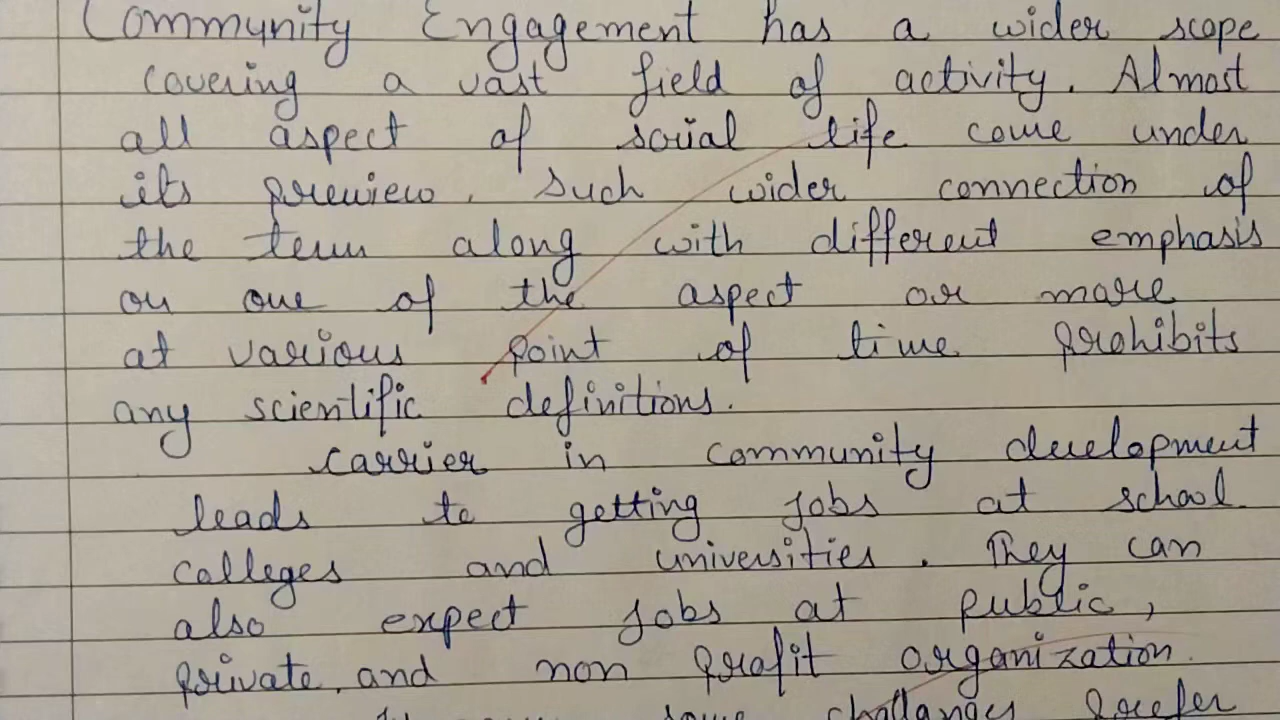 Community Engagement has a wider scope
covering a vast field of activity. Almost
all aspect of social life come under
its preview. Such wider connection of
the term along with different emphasis
on one of the aspect or more
at various point of time prohibits
any scientific definitions.
carrier in community development
leads to getting jobs at school
colleges and universities. They can
also expect jobs at public,
private, and non profit organization.
some challanges prefer